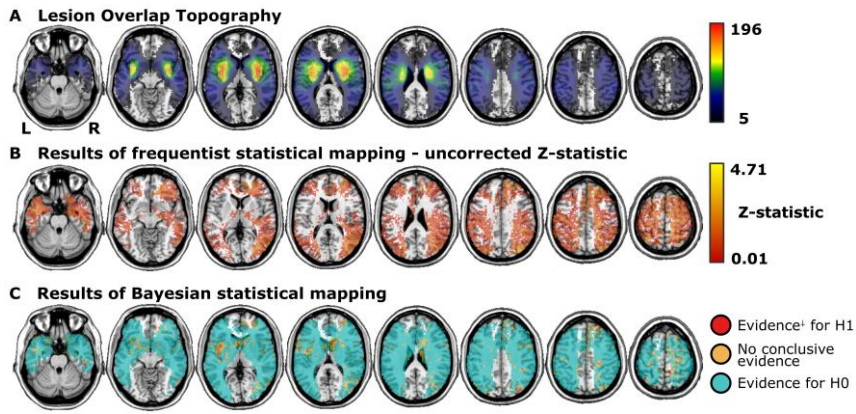 A Lesion Overlap Topography
196
5
L R
B Results of frequentist statistical mapping - uncorrected Z-statistic
4.71
Z-statistic
0.01
C Results of Bayesian statistical mapping
Evidence⁺ for H1
No conclusive
evidence
Evidence for H0